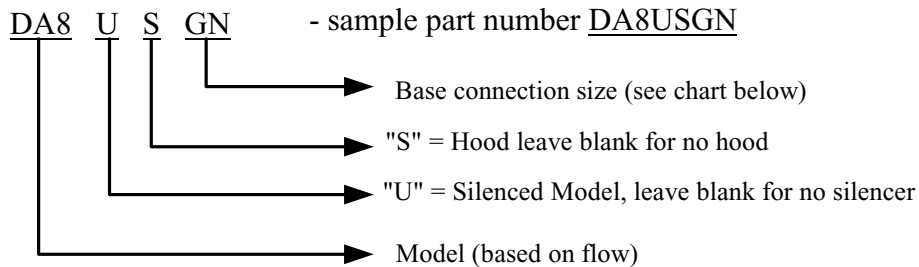 DA8 U S GN - sample part number DA8USGN
Base connection size (see chart below)
"S" = Hood leave blank for no hood
"U" = Silenced Model, leave blank for no silencer
Model (based on flow)